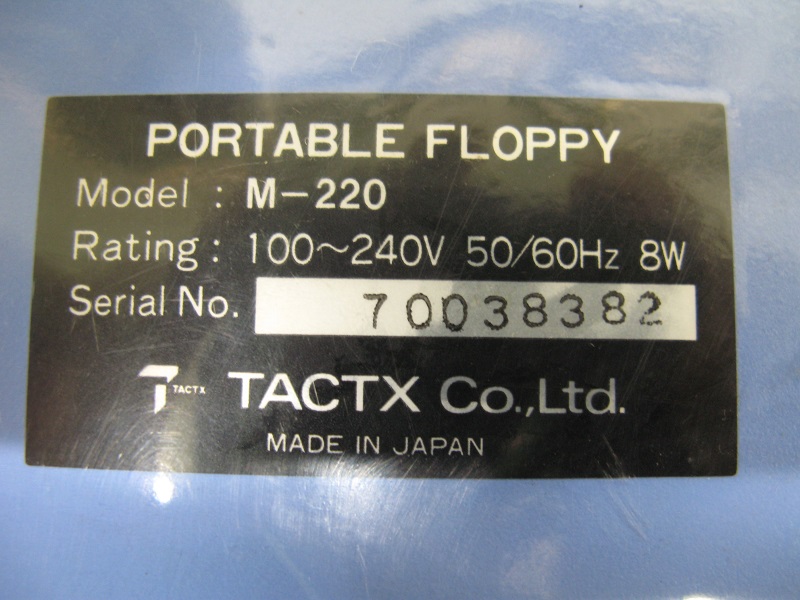 PORTABLE FLOPPY
Model : M-220
Rating : 100~240V 50/60Hz 8W
Serial No. 70038382
TACTX TACTX Co.,Ltd.
MADE IN JAPAN